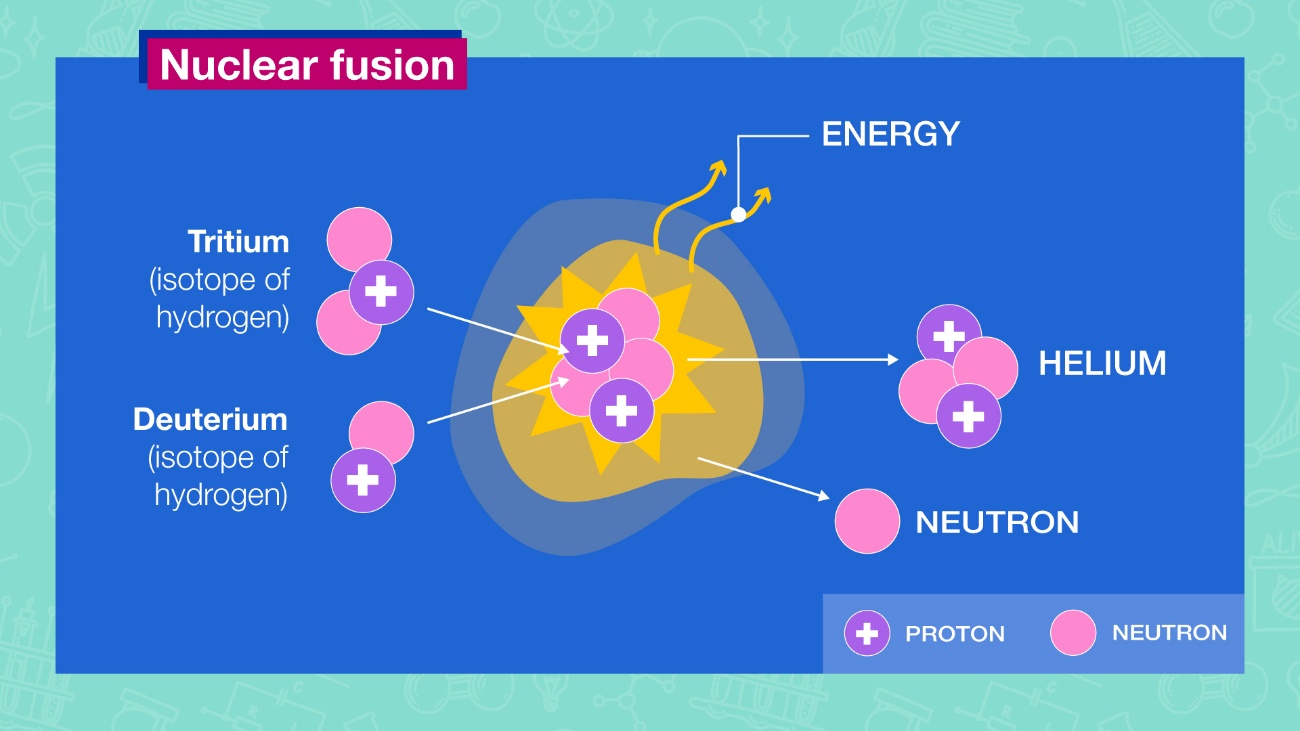 Nuclear fusion
ENERGY
Tritium
(isotope of
hydrogen)
Deuterium
(isotope of
hydrogen)
HELIUM
NEUTRON
PROTON
NEUTRON